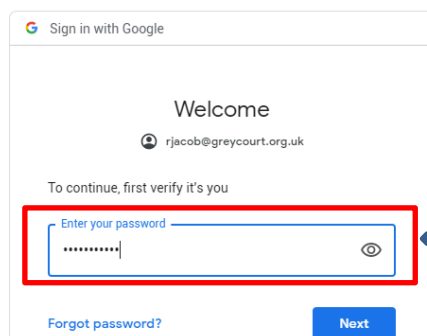 Sign in with Google
Welcome
rjacob@greycourt.org.uk
To continue, first verify it's you
Enter your password
•••••••••••
Forgot password?
Next